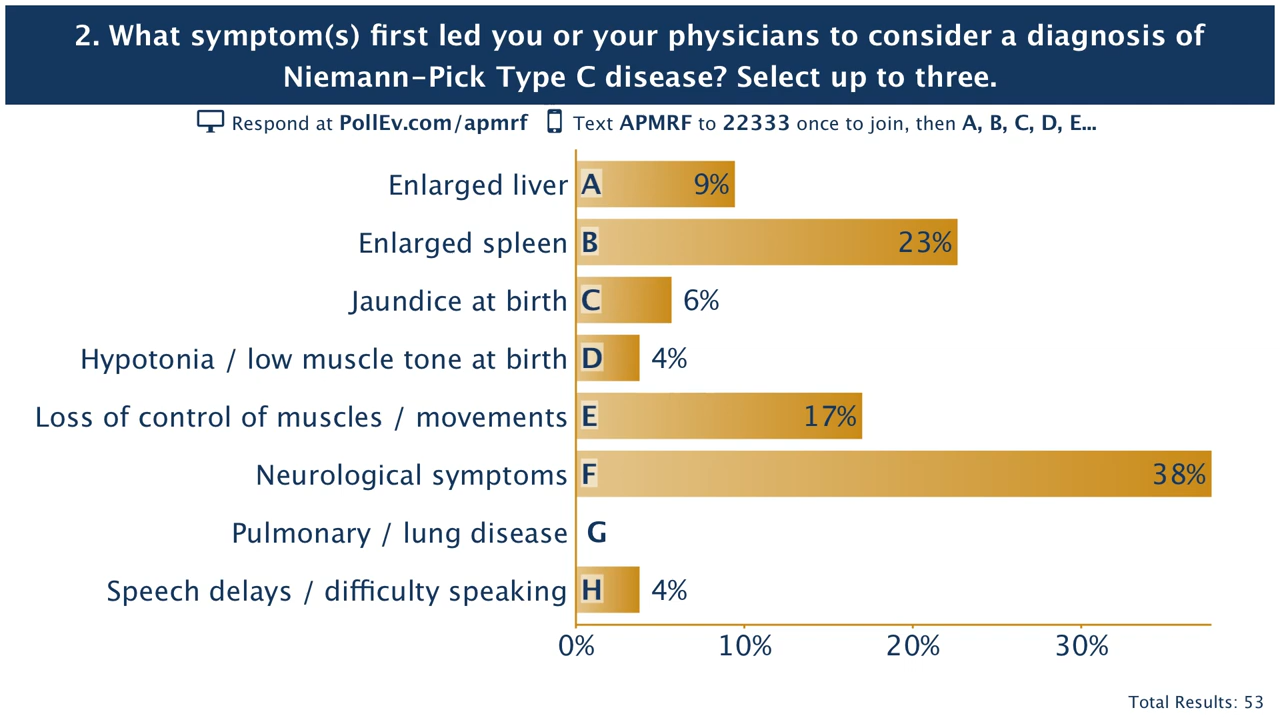 2. What symptom(s) first led you or your physicians to consider a diagnosis of
Niemann-Pick Type C disease? Select up to three.
Respond at PollEv.com/apmrf Text APMRF to 22333 once to join, then A, B, C, D, E...
Enlarged liver A 9%
Enlarged spleen B 23%
Jaundice at birth C 6%
Hypotonia / low muscle tone at birth D 4%
Loss of control of muscles / movements E 17%
Neurological symptoms F 38%
Pulmonary / lung disease G
Speech delays / difficulty speaking H 4%
0% 10% 20% 30%
Total Results: 53